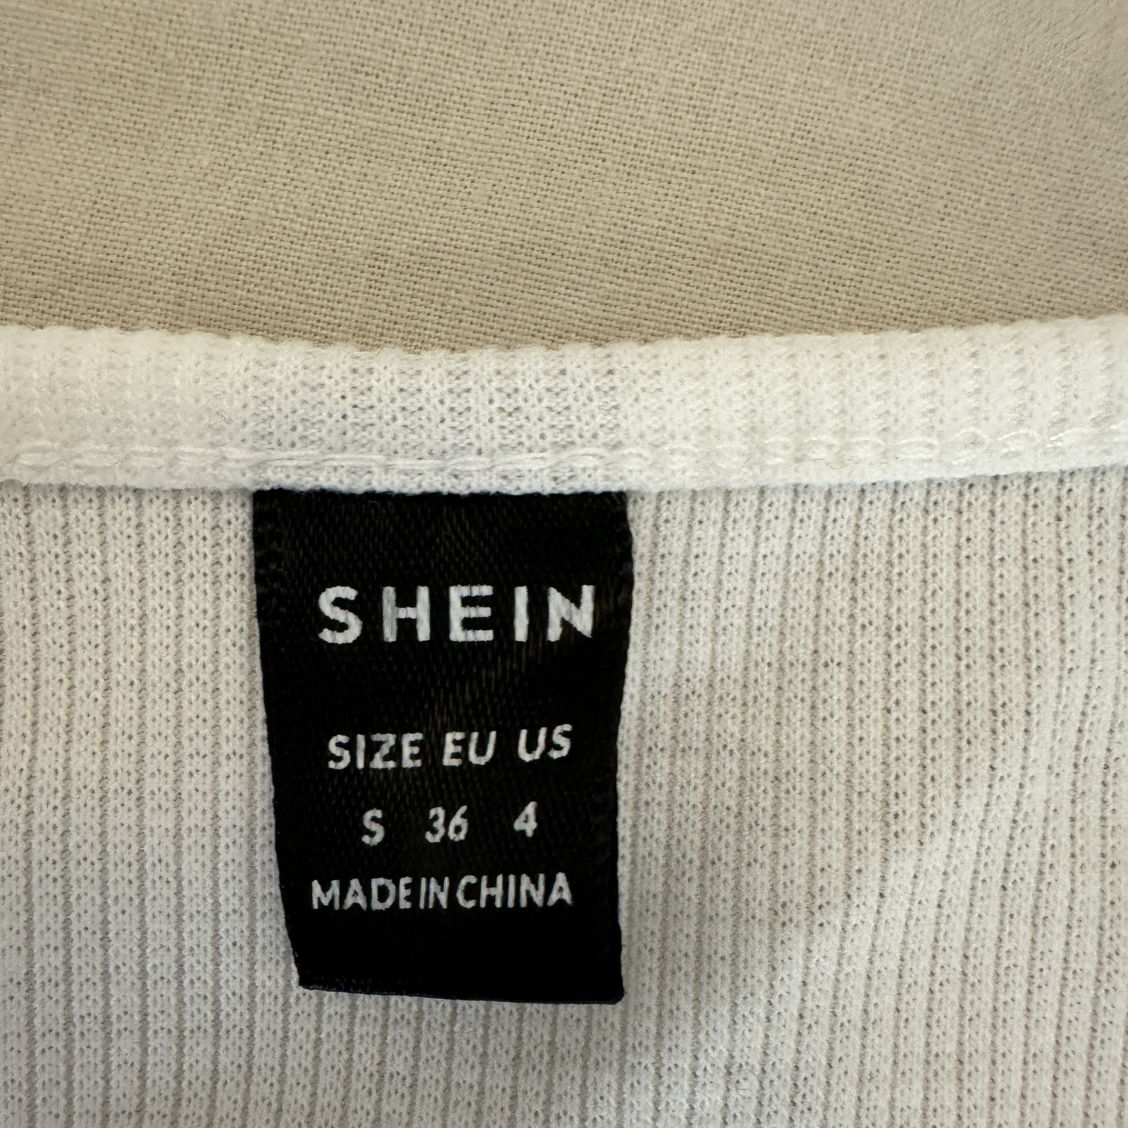 SHEIN
SIZE EU US
S 36 4
MADE IN CHINA